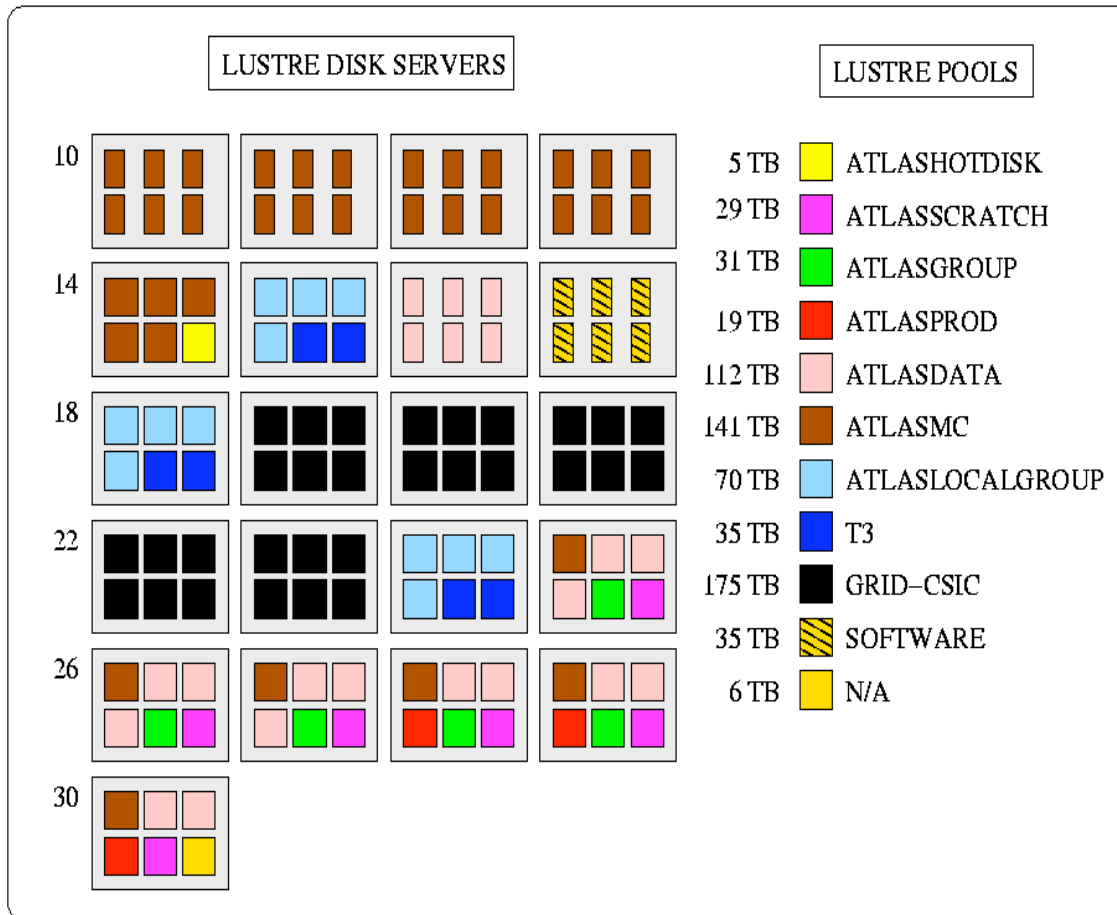 LUSTRE DISK SERVERS
LUSTRE POOLS
10
14
18
22
26
30
5 TB ATLASHOTDISK
29 TB ATLASSCRATCH
31 TB ATLASGROUP
19 TB ATLASPROD
112 TB ATLASDATA
141 TB ATLASMC
70 TB ATLASLOCALGROUP
35 TB T3
175 TB GRID-CSIC
35 TB SOFTWARE
6 TB N/A